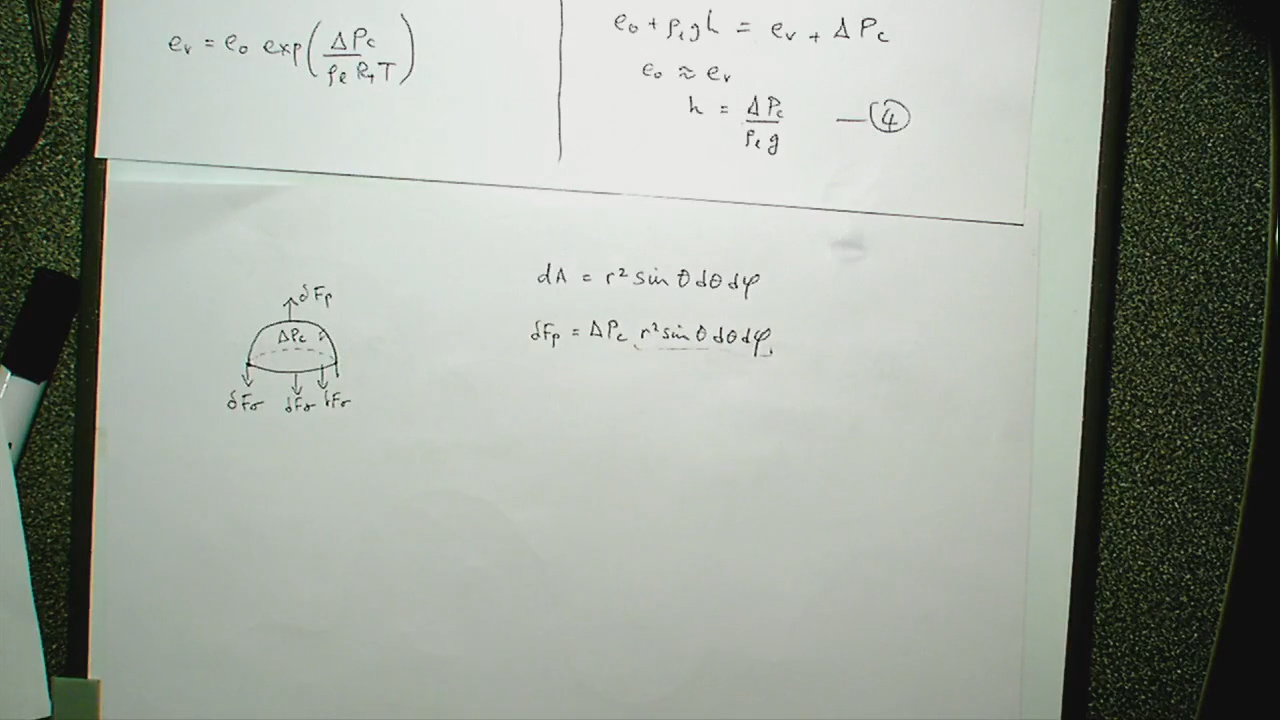 e_v = e_0 exp(ΔP_c / ρ_ℓ R_v T)
e_0 + ρ_ℓ g h = e_v + ΔP_c
e_0 ≈ e_v
h = ΔP_c / ρ_ℓ g — ④
dA = r² sin θ dθ dφ
δF_p = ΔP_c r² sin θ dθ dφ
δF_p
ΔP_c
δF_σ δF_σ δF_σ